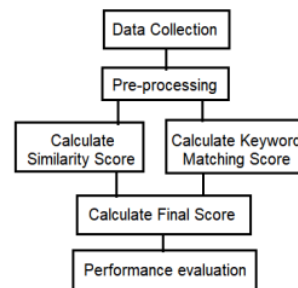 Data Collection
Pre-processing
Calculate
Similarity Score
Calculate Keyword
Matching Score
Calculate Final Score
Performance evaluation